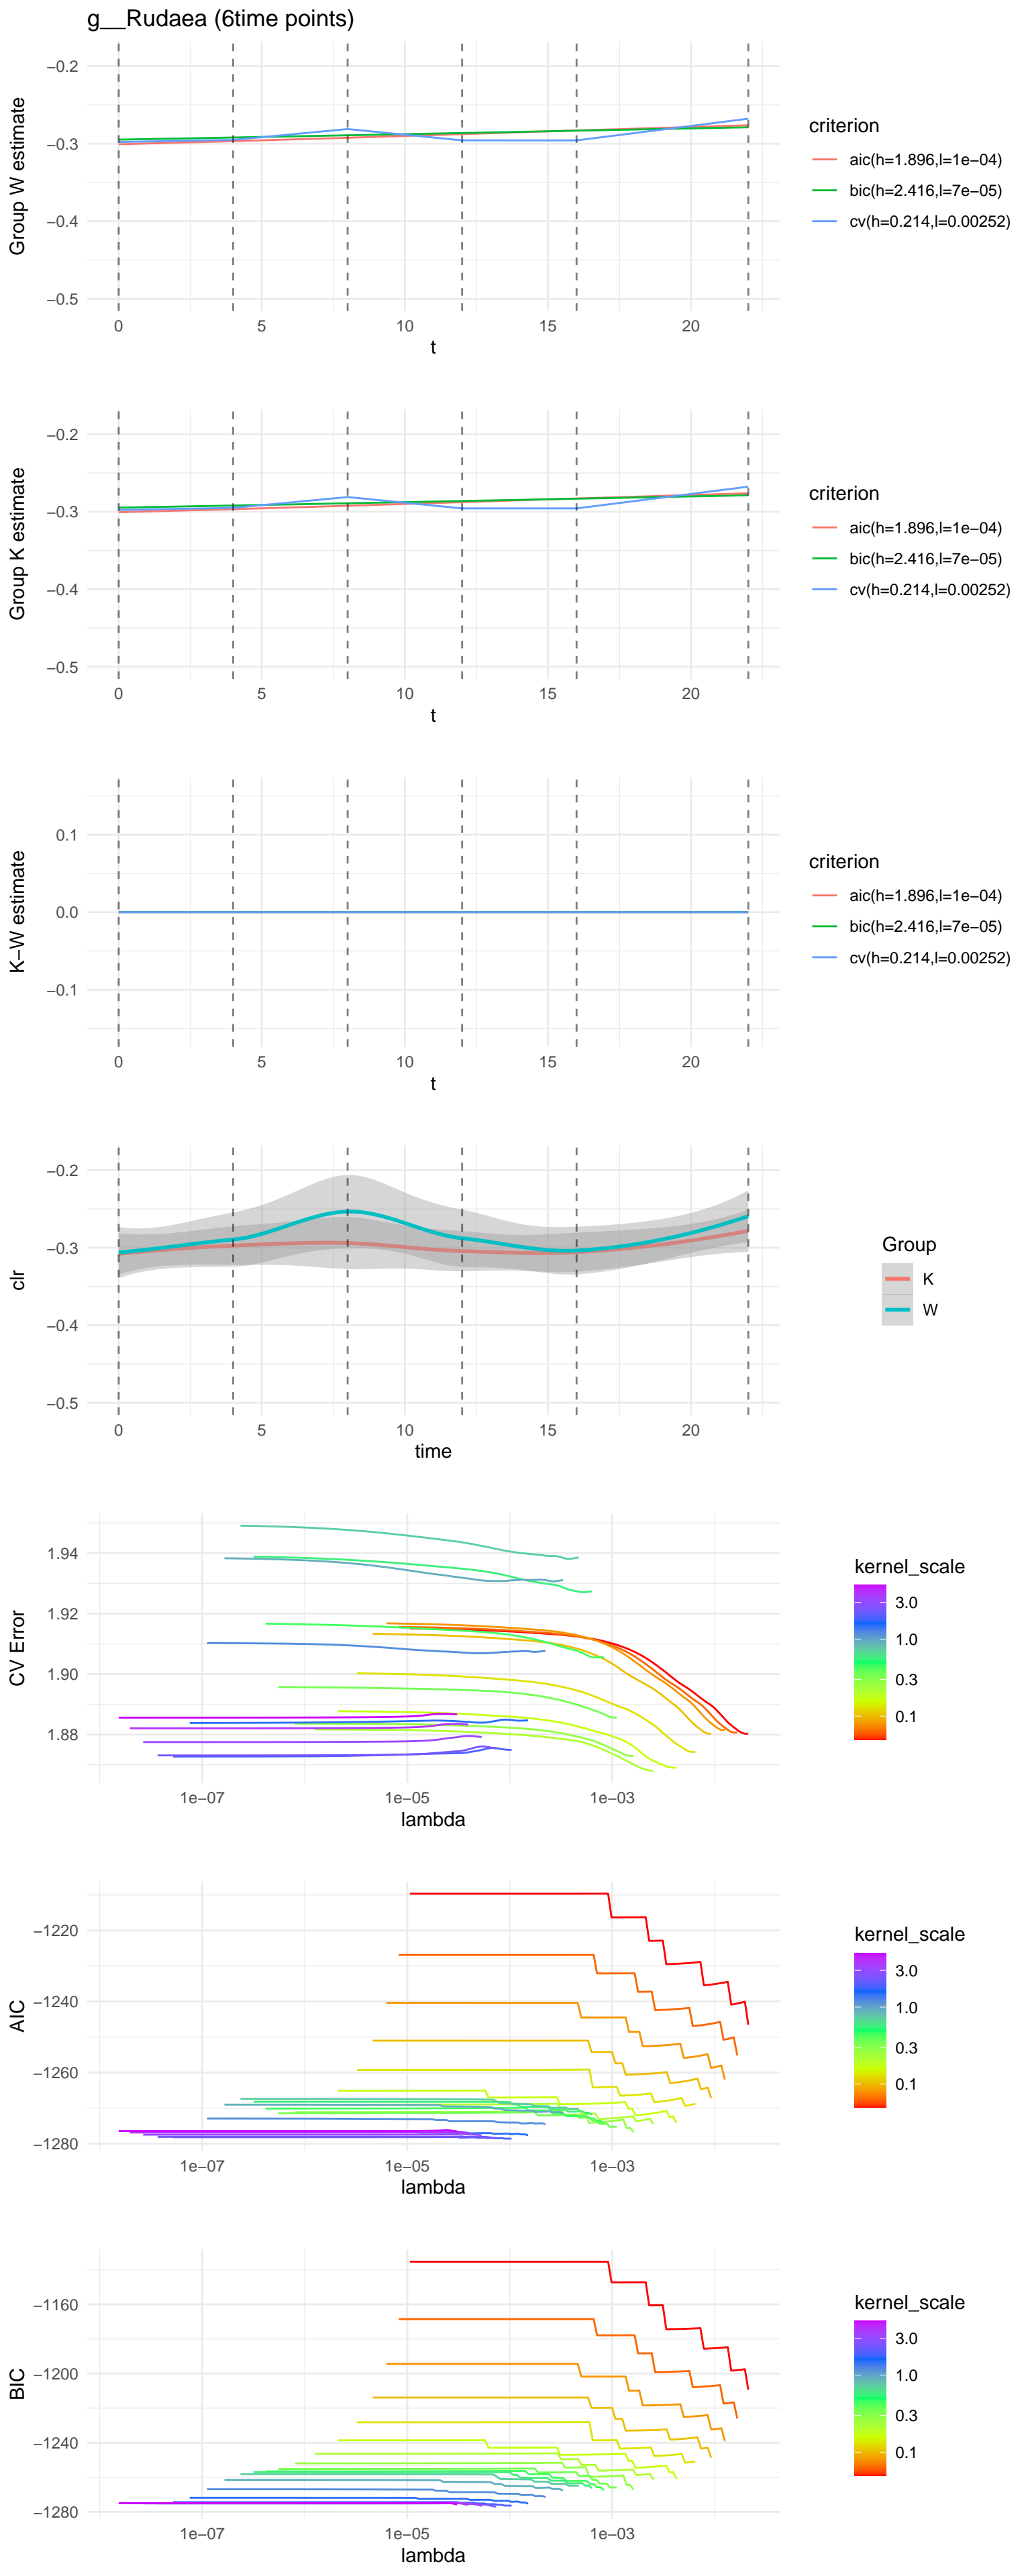 g__Rudaea (6time points)
Group W estimate
−0.2
−0.3
−0.4
−0.5
0 5 10 15 20
t
criterion
aic(h=1.896,l=1e−04)
bic(h=2.416,l=7e−05)
cv(h=0.214,l=0.00252)
Group K estimate
−0.2
−0.3
−0.4
−0.5
0 5 10 15 20
t
criterion
aic(h=1.896,l=1e−04)
bic(h=2.416,l=7e−05)
cv(h=0.214,l=0.00252)
K−W estimate
0.1
0.0
−0.1
0 5 10 15 20
t
criterion
aic(h=1.896,l=1e−04)
bic(h=2.416,l=7e−05)
cv(h=0.214,l=0.00252)
clr
−0.2
−0.3
−0.4
−0.5
0 5 10 15 20
time
Group
K
W
CV Error
1.94
1.92
1.90
1.88
1e−07 1e−05 1e−03
lambda
kernel_scale
3.0
1.0
0.3
0.1
AIC
−1220
−1240
−1260
−1280
1e−07 1e−05 1e−03
lambda
kernel_scale
3.0
1.0
0.3
0.1
BIC
−1160
−1200
−1240
−1280
1e−07 1e−05 1e−03
lambda
kernel_scale
3.0
1.0
0.3
0.1